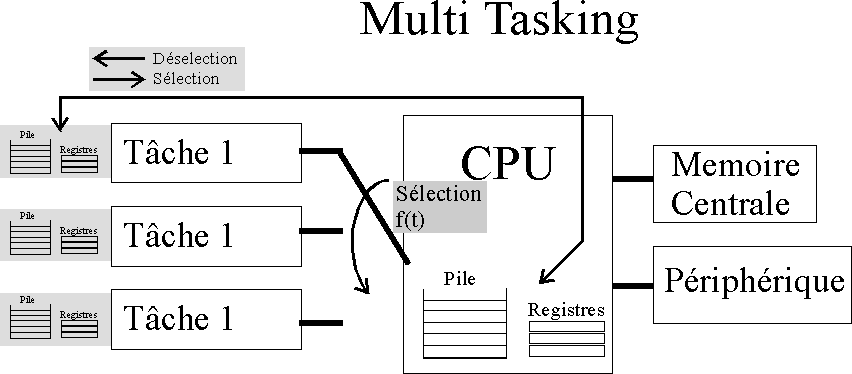 Multi Tasking
Déselection
Sélection
Pile
Registres
Tâche 1
Pile
Registres
Tâche 1
Pile
Registres
Tâche 1
CPU
Sélection
f(t)
Pile
Registres
Memoire
Centrale
Périphérique